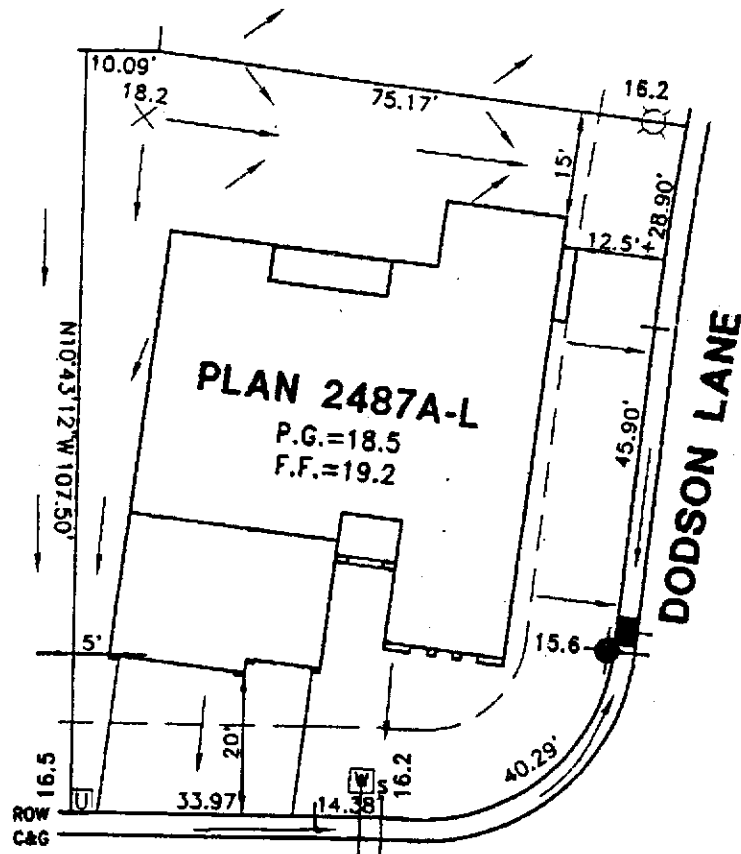 10.09'
18.2
75.17'
16.2
15'
28.90'
12.5'±
N10°43'12"W 107.50'
PLAN 2487A-L
P.G.=18.5
F.F.=19.2
45.90'
DODSON LANE
5'
15.6
20'
16.5
16.2
40.29'
U
33.97
14.38'
W
S
ROW
C&G